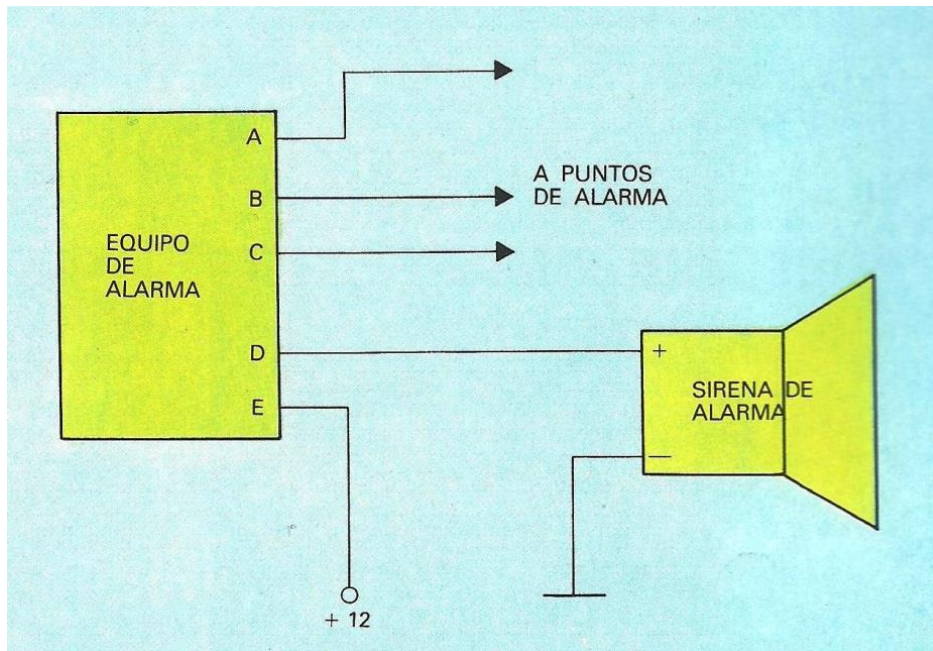 A
B
C
D
E
EQUIPO
DE
ALARMA
A PUNTOS
DE ALARMA
+
SIRENA DE
ALARMA
—
+ 12